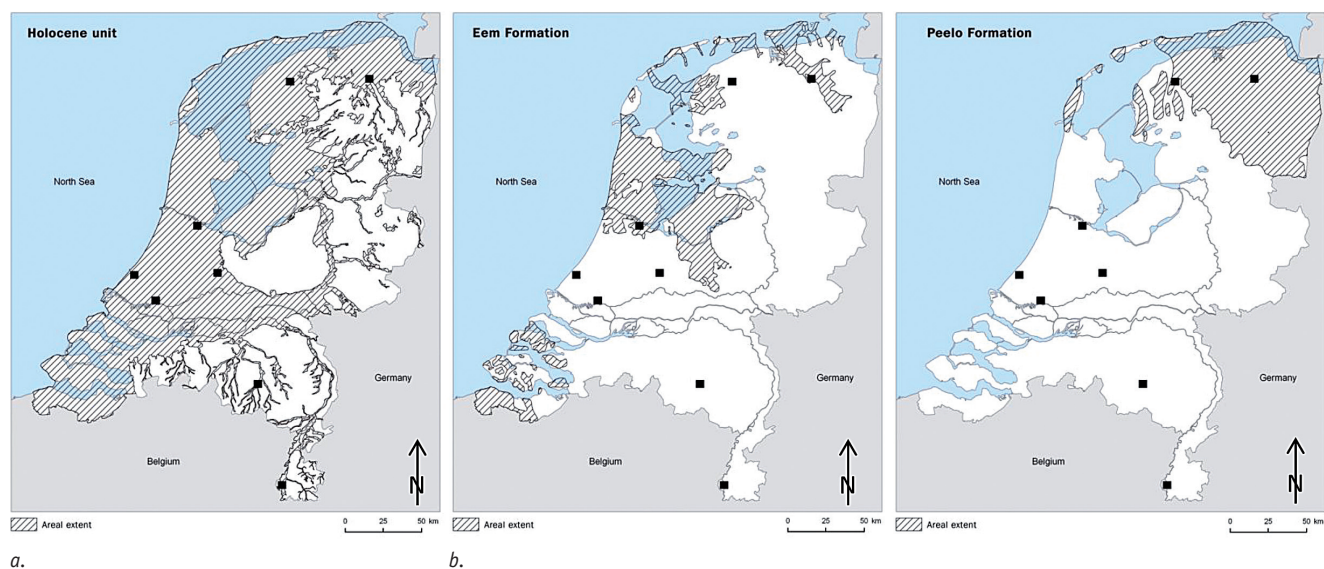 Holocene unit
North Sea
Germany
Belgium
N
Areal extent
0 25 50 km
a.
Eem Formation
North Sea
Germany
Belgium
N
Areal extent
0 25 50 km
b.
Peelo Formation
North Sea
Germany
Belgium
N
Areal extent
0 25 50 km